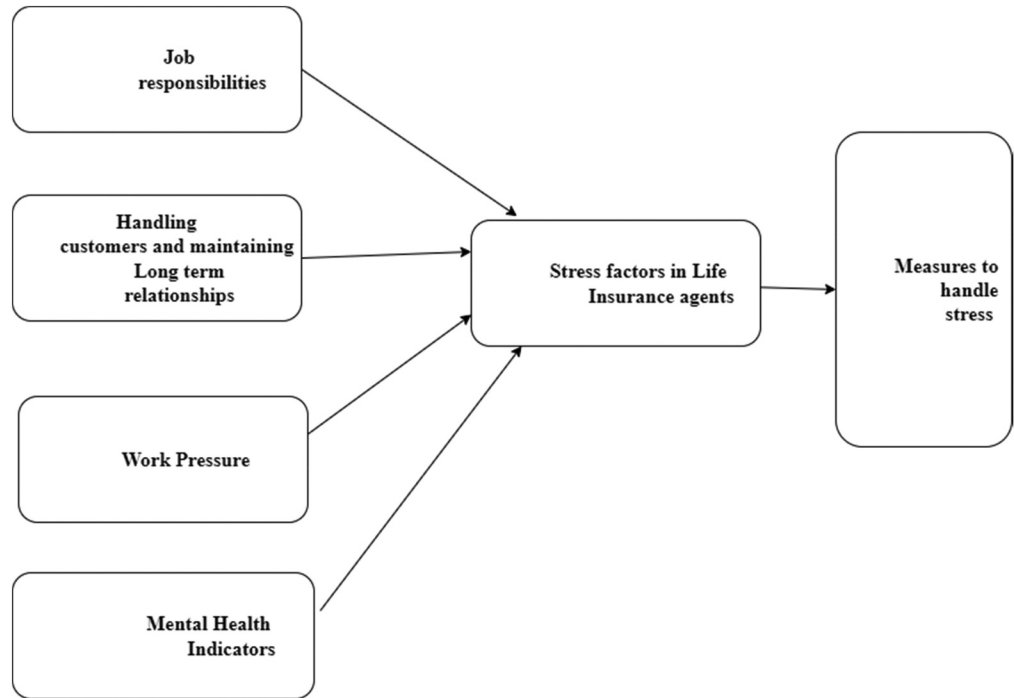 Job
responsibilities
Handling
customers and maintaining
Long term
relationships
Work Pressure
Mental Health
Indicators
Stress factors in Life
Insurance agents
Measures to
handle
stress